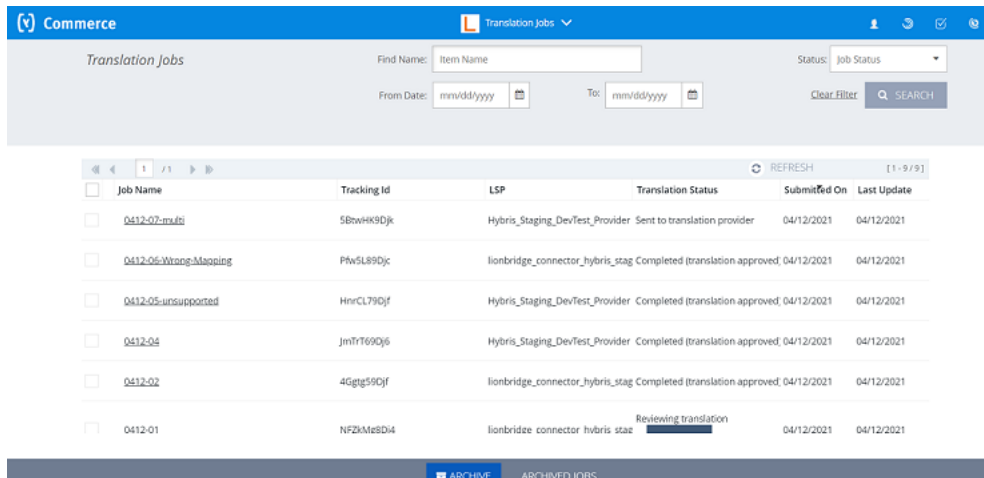 (y) Commerce
L Translation Jobs
Translation Jobs
Find Name: Item Name
Status: Job Status
From Date: mm/dd/yyyy To: mm/dd/yyyy
Clear Filter SEARCH
1 / 1 REFRESH [1-9/9]
Job Name Tracking Id LSP Translation Status Submitted On Last Update
0412-07-multi 5BtwHK9Djk Hybris_Staging_DevTest_Provider Sent to translation provider 04/12/2021 04/12/2021
0412-06-Wrong-Mapping Pfw5L89Djc lionbridge_connector_hybris_stag Completed (translation approved) 04/12/2021 04/12/2021
0412-05-unsupported HnrCL79Djf Hybris_Staging_DevTest_Provider Completed (translation approved) 04/12/2021 04/12/2021
0412-04 JmTrT69Dj6 Hybris_Staging_DevTest_Provider Completed (translation approved) 04/12/2021 04/12/2021
0412-02 4Ggtg59Djf lionbridge_connector_hybris_stag Completed (translation approved) 04/12/2021 04/12/2021
Reviewing translation
0412-01 NFZkMg8Dj4 lionbridge_connector_hybris_stag 04/12/2021 04/12/2021
ARCHIVE ARCHIVED JOBS